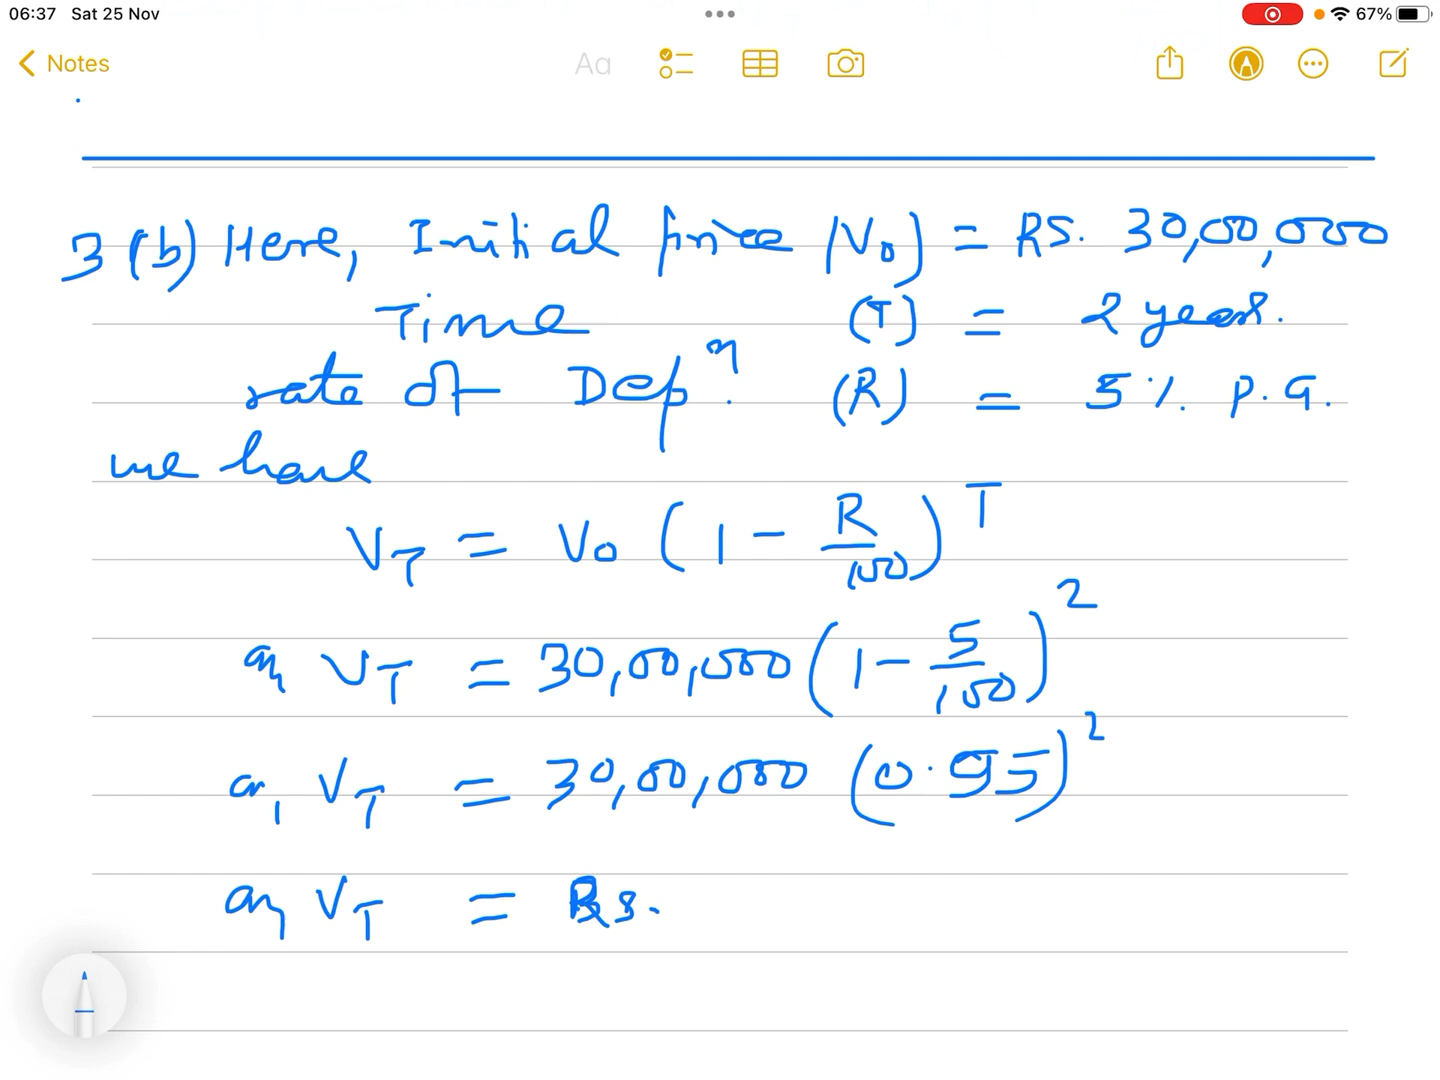 06:37 Sat 25 Nov
67%
Notes
Aa
3 (b) Here, Initial price (V0) = RS. 30,00,000
Time (T) = 2 years.
rate of Depⁿ. (R) = 5% P.a.
we have
VT = V0 (1 - R/100)^T
or, VT = 30,00,000 (1 - 5/100)^2
or, VT = 30,00,000 (0.95)^2
or, VT = Rs.